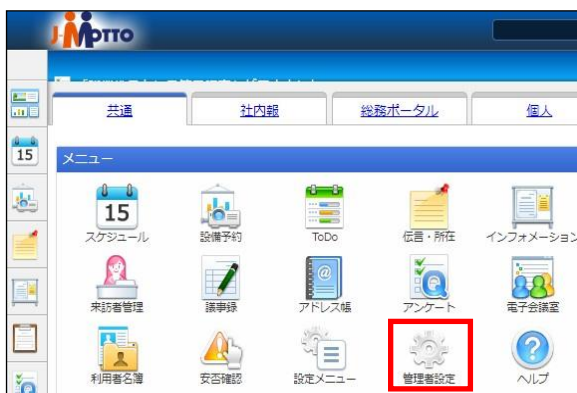 J-MOTTO
共通 社内報 総務ポータル 個人
15
メニュー
15
スケジュール 設備予約 ToDo 伝言・所在 インフォメーション
来訪者管理 議事録 アドレス帳 アンケート 電子会議室
利用者名簿 安否確認 設定メニュー 管理者設定 ヘルプ